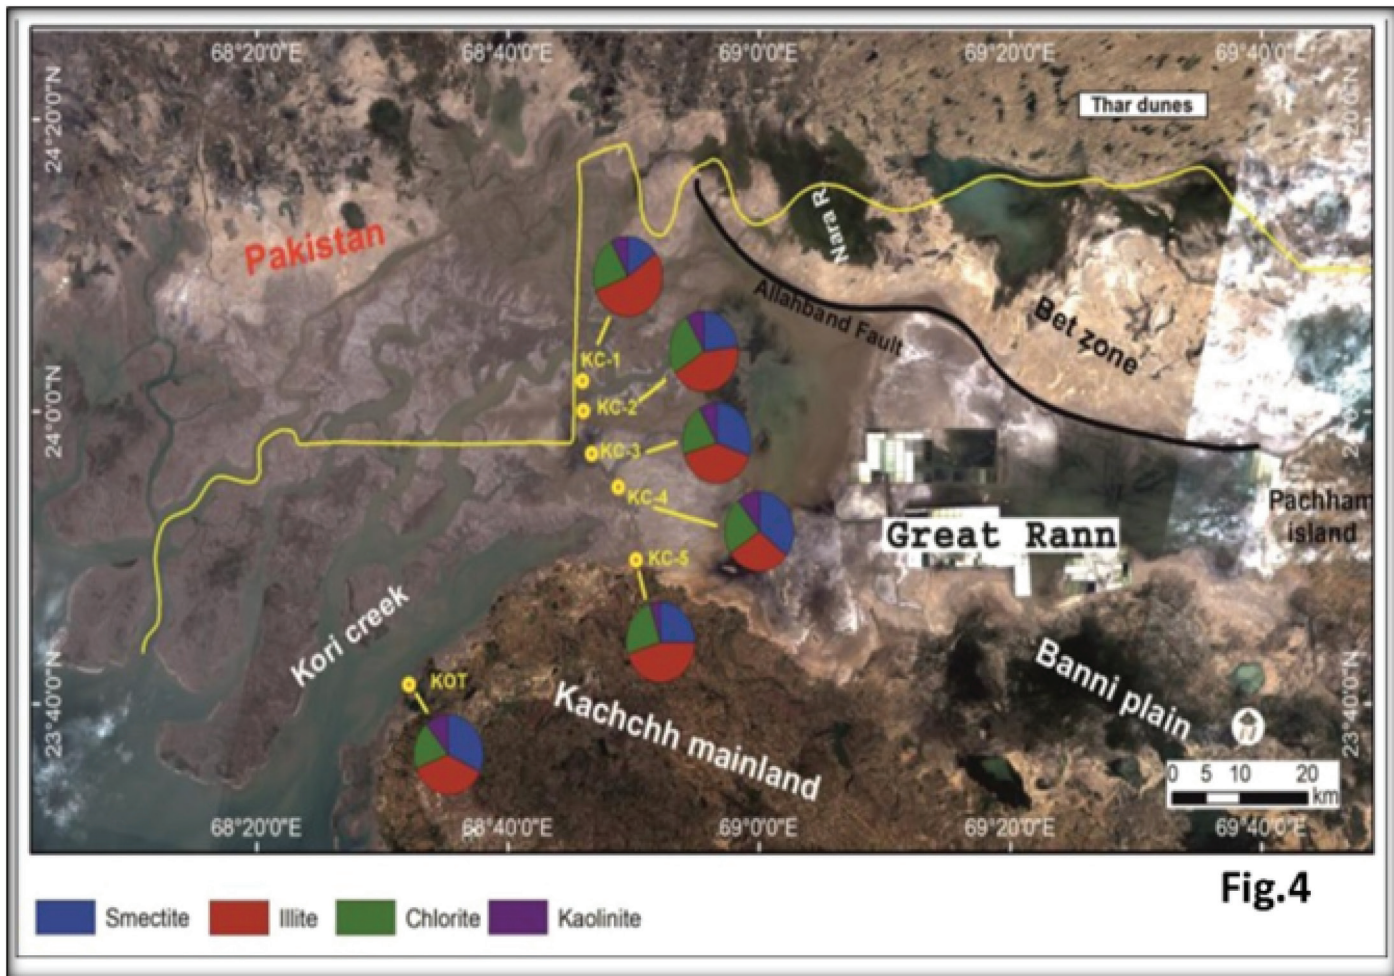 68°20'0"E
68°40'0"E
69°0'0"E
69°20'0"E
69°40'0"E
24°20'0"N
Thar dunes
Nara R
Pakistan
Allahband Fault
Bet zone
KC-1
KC-2
KC-3
KC-4
KC-5
24°0'0"N
Pachham
island
Great Rann
Kori creek
Banni plain
KOT
Kachchh mainland
23°40'0"N
23°40'0"N
0 5 10 20
km
68°20'0"E
68°40'0"E
69°0'0"E
69°20'0"E
69°40'0"E
Fig.4
Smectite
Illite
Chlorite
Kaolinite